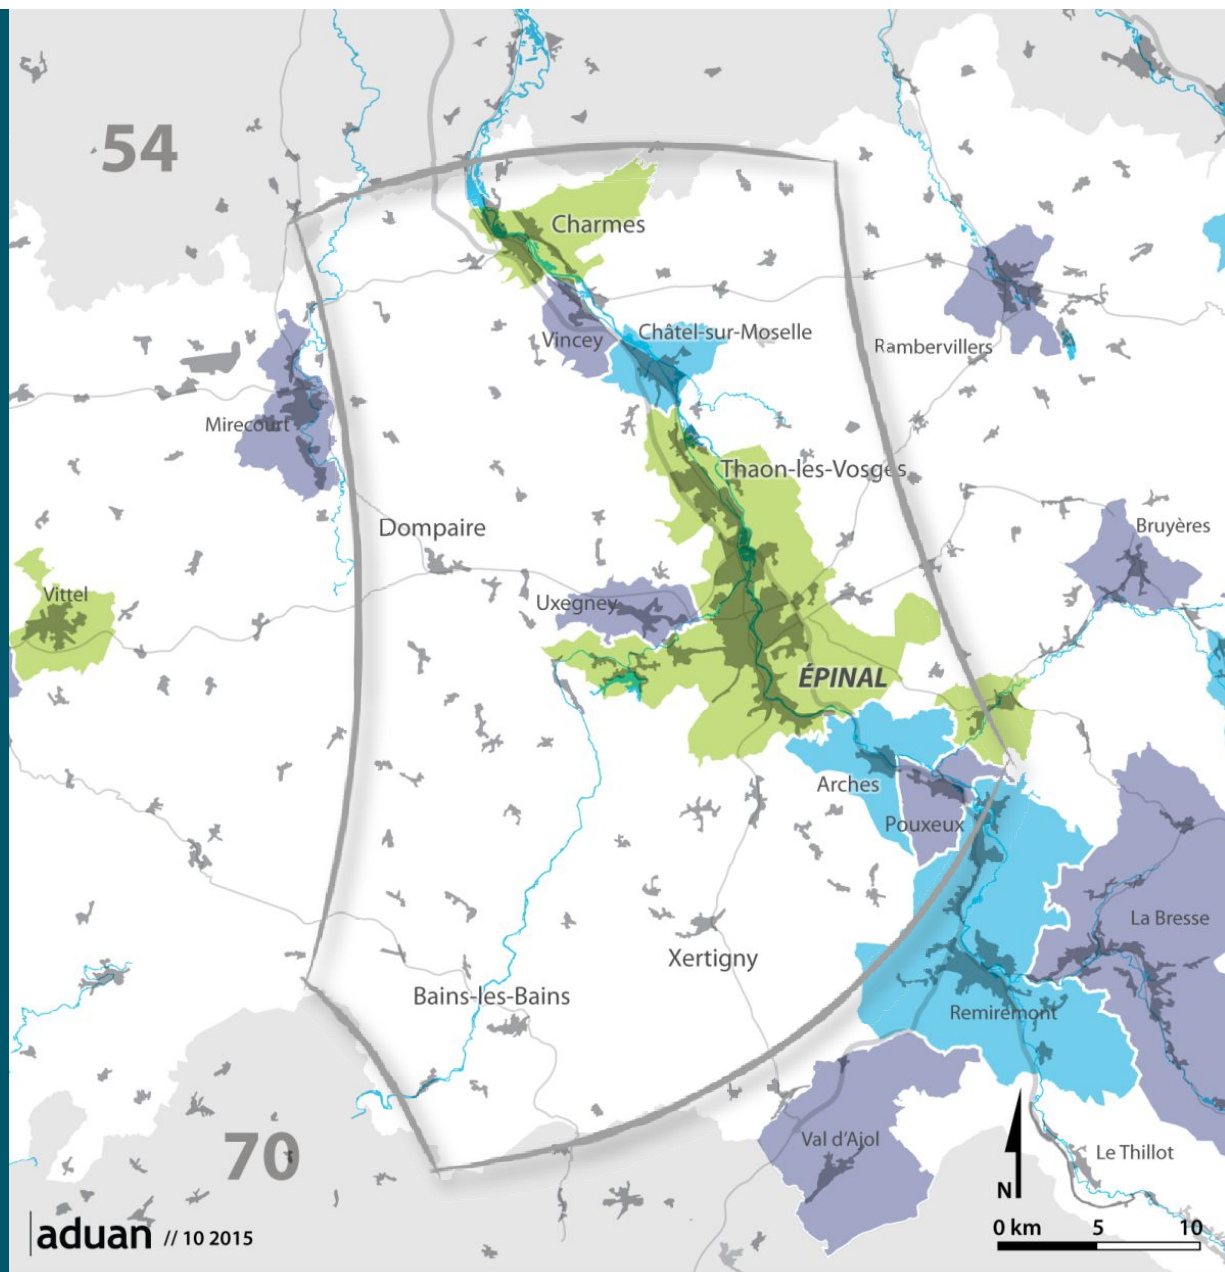 54
Charmes
Vincey
Châtel-sur-Moselle
Rambervillers
Mirecourt
Thaon-les-Vosges
Dompaire
Bruyères
Vittel
Uxegney
ÉPINAL
Arches
Pouxeux
La Bresse
Xertigny
Bains-les-Bains
Remiremont
70
Val d'Ajol
Le Thillot
N
0 km 5 10
aduan // 10 2015